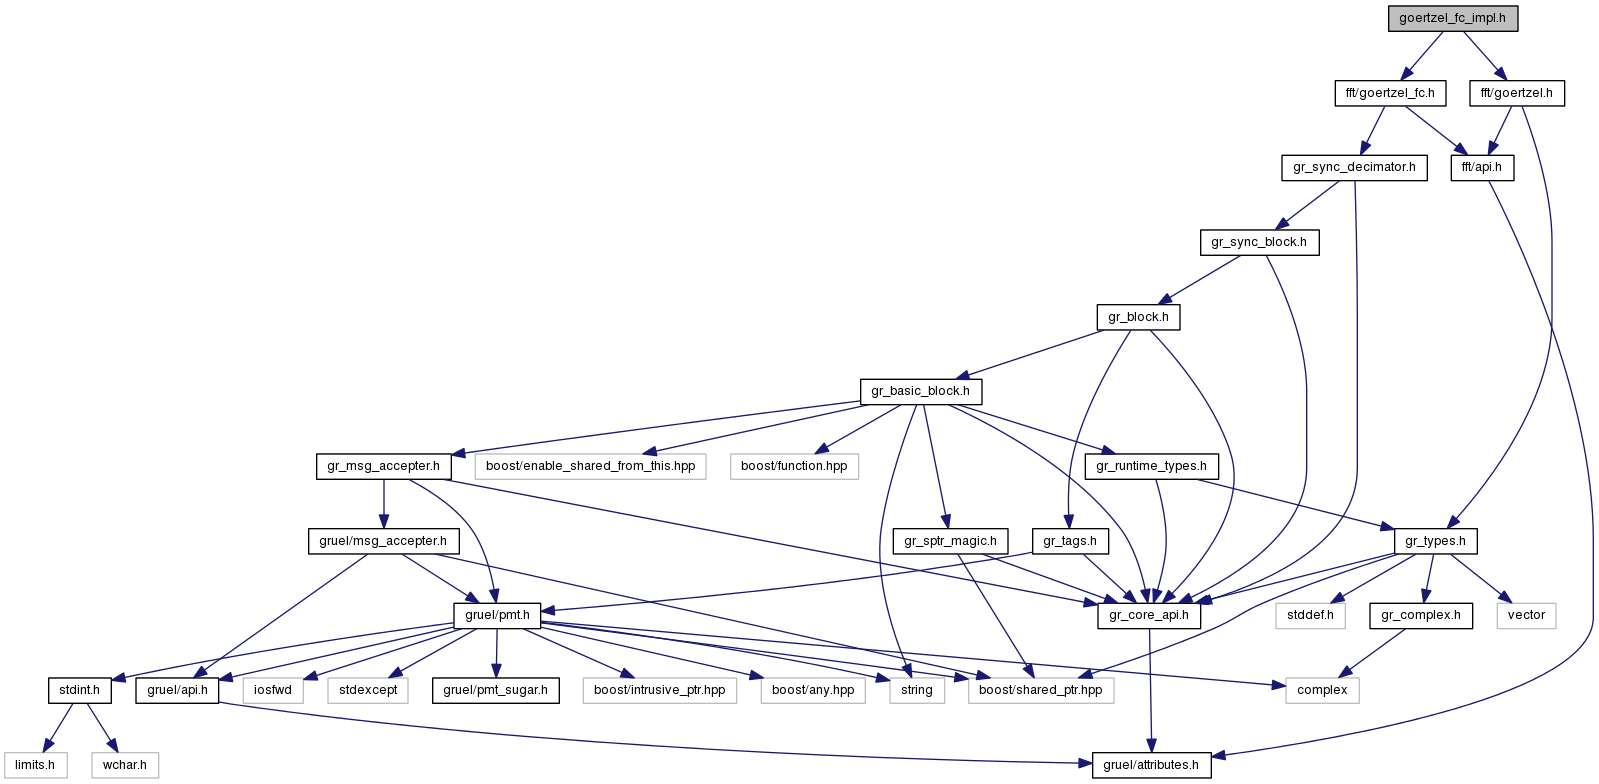 goertzel_fc_impl.h
fft/goertzel_fc.h
fft/goertzel.h
gr_sync_decimator.h
fft/api.h
gr_sync_block.h
gr_block.h
gr_basic_block.h
gr_msg_accepter.h
boost/enable_shared_from_this.hpp
boost/function.hpp
gr_runtime_types.h
gruel/msg_accepter.h
gr_sptr_magic.h
gr_tags.h
gr_types.h
gruel/pmt.h
gr_core_api.h
stddef.h
gr_complex.h
vector
stdint.h
gruel/api.h
iosfwd
stdexcept
gruel/pmt_sugar.h
boost/intrusive_ptr.hpp
boost/any.hpp
string
boost/shared_ptr.hpp
complex
limits.h
wchar.h
gruel/attributes.h